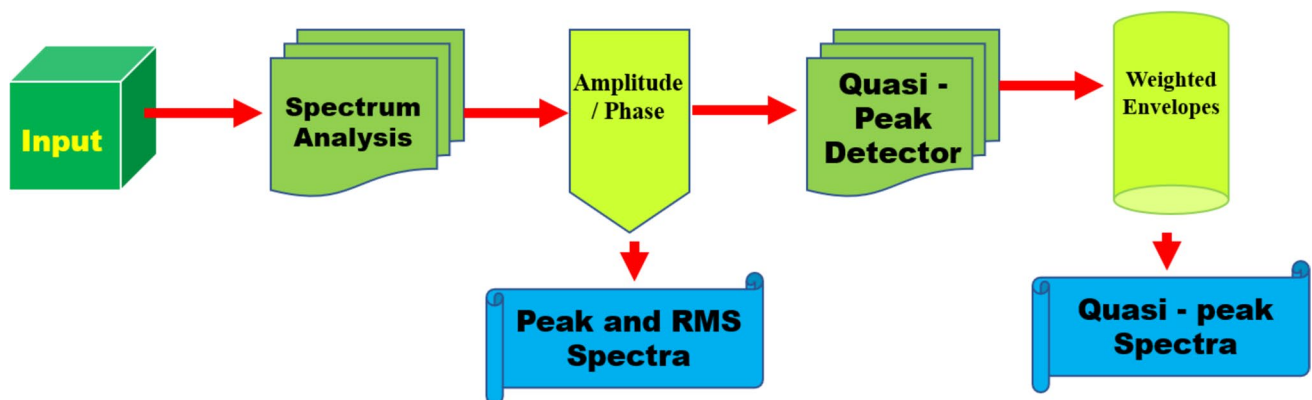 Input
Spectrum
Analysis
Amplitude
/ Phase
Quasi -
Peak
Detector
Weighted
Envelopes
Peak and RMS
Spectra
Quasi - peak
Spectra